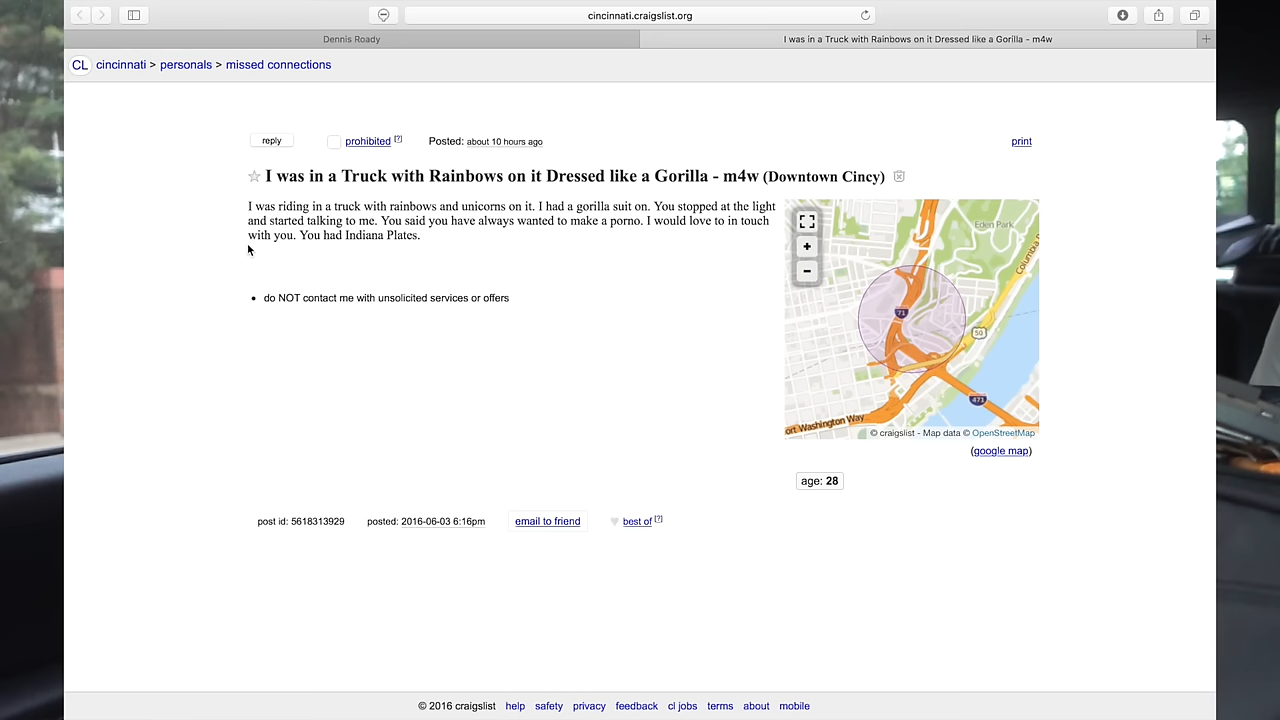 cincinnati.craigslist.org
Dennis Roady
I was in a Truck with Rainbows on it Dressed like a Gorilla - m4w
CL cincinnati > personals > missed connections
reply
prohibited [?]
Posted: about 10 hours ago
print
I was in a Truck with Rainbows on it Dressed like a Gorilla - m4w (Downtown Cincy)
I was riding in a truck with rainbows and unicorns on it. I had a gorilla suit on. You stopped at the light
and started talking to me. You said you have always wanted to make a porno. I would love to in touch
with you. You had Indiana Plates.
• do NOT contact me with unsolicited services or offers
+
−
Eden Park
Columbia
71
50
471
ort Washington Way
© craigslist - Map data © OpenStreetMap
(google map)
age: 28
post id: 5618313929
posted: 2016-06-03 6:16pm
email to friend
♥ best of [?]
© 2016 craigslist help safety privacy feedback cl jobs terms about mobile